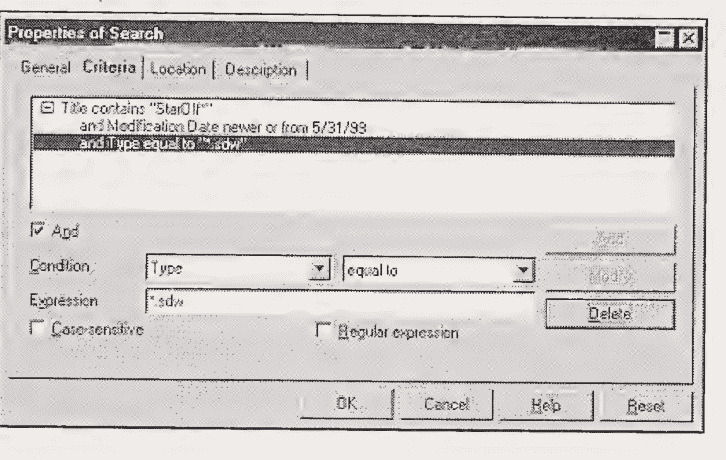 Properties of Search
General Criteria Location Description
Title contains "StarOff*"
and Modification Date newer or from 5/31/99
and Type equal to "*.sdw"
And
Condition Type equal to
Modify
Expression *.sdw
Delete
Case-sensitive Regular expression
OK Cancel Help Reset